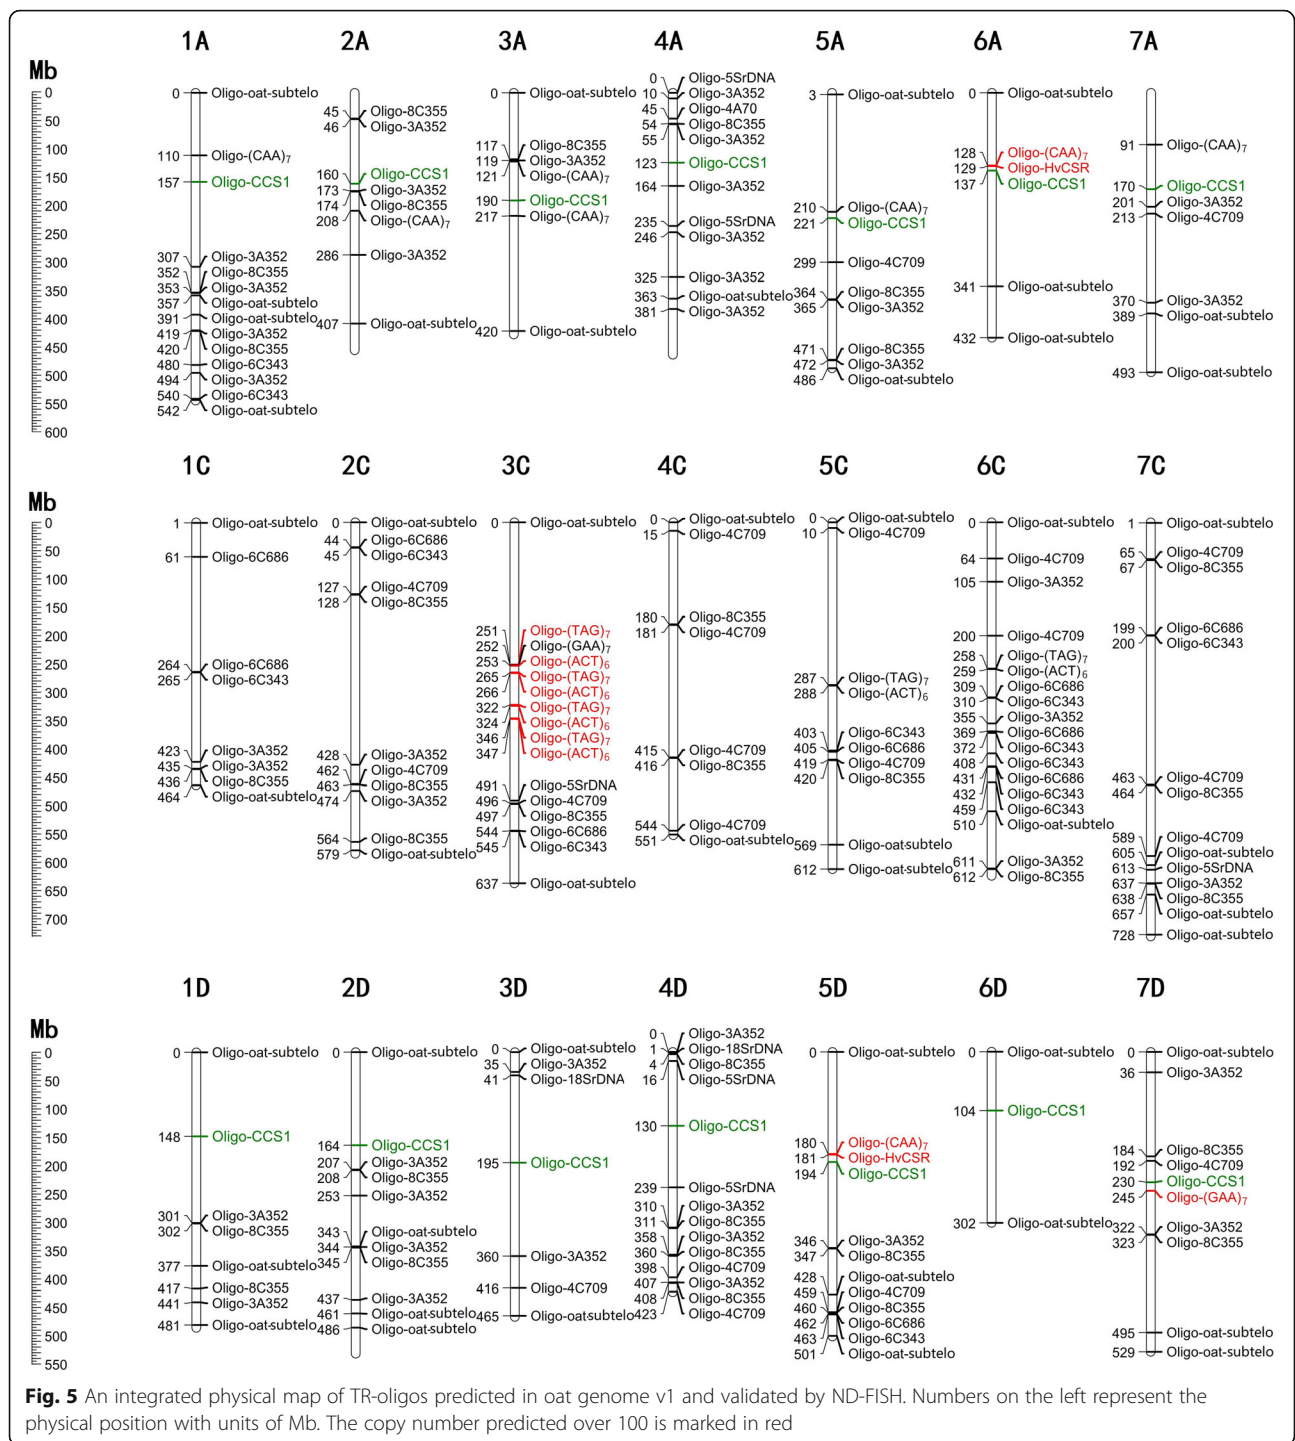 1A 2A 3A 4A 5A 6A 7A
Mb
0
50
100
150
200
250
300
350
400
450
500
550
600
0 Oligo-oat-subtelo
110 Oligo-(CAA)7
157 Oligo-CCS1
307 Oligo-3A352
352 Oligo-8C355
353 Oligo-3A352
357 Oligo-oat-subtelo
391 Oligo-oat-subtelo
419 Oligo-3A352
420 Oligo-8C355
480 Oligo-6C343
494 Oligo-3A352
540 Oligo-6C343
542 Oligo-oat-subtelo
45 Oligo-8C355
46 Oligo-3A352
160 Oligo-CCS1
173 Oligo-3A352
174 Oligo-8C355
208 Oligo-(CAA)7
286 Oligo-3A352
407 Oligo-oat-subtelo
0 Oligo-oat-subtelo
117 Oligo-8C355
119 Oligo-3A352
121 Oligo-(CAA)7
190 Oligo-CCS1
217 Oligo-(CAA)7
420 Oligo-oat-subtelo
0 Oligo-5SrDNA
10 Oligo-3A352
45 Oligo-4A70
54 Oligo-8C355
55 Oligo-3A352
123 Oligo-CCS1
164 Oligo-3A352
235 Oligo-5SrDNA
246 Oligo-3A352
325 Oligo-3A352
363 Oligo-oat-subtelo
381 Oligo-3A352
3 Oligo-oat-subtelo
210 Oligo-(CAA)7
221 Oligo-CCS1
299 Oligo-4C709
364 Oligo-8C355
365 Oligo-3A352
471 Oligo-8C355
472 Oligo-3A352
486 Oligo-oat-subtelo
0 Oligo-oat-subtelo
128 Oligo-(CAA)7
129 Oligo-HvCSR
137 Oligo-CCS1
341 Oligo-oat-subtelo
432 Oligo-oat-subtelo
91 Oligo-(CAA)7
170 Oligo-CCS1
201 Oligo-3A352
213 Oligo-4C709
370 Oligo-3A352
389 Oligo-oat-subtelo
493 Oligo-oat-subtelo
1C 2C 3C 4C 5C 6C 7C
Mb
0
50
100
150
200
250
300
350
400
450
500
550
600
650
700
1 Oligo-oat-subtelo
61 Oligo-6C686
264 Oligo-6C686
265 Oligo-6C343
423 Oligo-3A352
435 Oligo-3A352
436 Oligo-8C355
464 Oligo-oat-subtelo
0 Oligo-oat-subtelo
44 Oligo-6C686
45 Oligo-6C343
127 Oligo-4C709
128 Oligo-8C355
428 Oligo-3A352
462 Oligo-4C709
463 Oligo-8C355
474 Oligo-3A352
564 Oligo-8C355
579 Oligo-oat-subtelo
0 Oligo-oat-subtelo
251 Oligo-(TAG)7
252 Oligo-(GAA)7
253 Oligo-(ACT)6
265 Oligo-(TAG)7
266 Oligo-(ACT)6
322 Oligo-(TAG)7
324 Oligo-(ACT)6
346 Oligo-(TAG)7
347 Oligo-(ACT)6
491 Oligo-5SrDNA
496 Oligo-4C709
497 Oligo-8C355
544 Oligo-6C686
545 Oligo-6C343
637 Oligo-oat-subtelo
0 Oligo-oat-subtelo
15 Oligo-4C709
180 Oligo-8C355
181 Oligo-4C709
415 Oligo-4C709
416 Oligo-8C355
544 Oligo-4C709
551 Oligo-oat-subtelo
0 Oligo-oat-subtelo
10 Oligo-4C709
287 Oligo-(TAG)7
288 Oligo-(ACT)6
403 Oligo-6C343
405 Oligo-6C686
419 Oligo-4C709
420 Oligo-8C355
569 Oligo-oat-subtelo
612 Oligo-oat-subtelo
0 Oligo-oat-subtelo
64 Oligo-4C709
105 Oligo-3A352
200 Oligo-4C709
258 Oligo-(TAG)7
259 Oligo-(ACT)6
309 Oligo-6C686
310 Oligo-6C343
355 Oligo-3A352
369 Oligo-6C686
372 Oligo-6C343
408 Oligo-6C343
431 Oligo-6C686
432 Oligo-6C343
459 Oligo-6C343
510 Oligo-oat-subtelo
611 Oligo-3A352
612 Oligo-8C355
1 Oligo-oat-subtelo
65 Oligo-4C709
67 Oligo-8C355
199 Oligo-6C686
200 Oligo-6C343
463 Oligo-4C709
464 Oligo-8C355
589 Oligo-4C709
605 Oligo-oat-subtelo
613 Oligo-5SrDNA
637 Oligo-3A352
638 Oligo-8C355
657 Oligo-oat-subtelo
728 Oligo-oat-subtelo
1D 2D 3D 4D 5D 6D 7D
Mb
0
50
100
150
200
250
300
350
400
450
500
550
0 Oligo-oat-subtelo
148 Oligo-CCS1
301 Oligo-3A352
302 Oligo-8C355
377 Oligo-oat-subtelo
417 Oligo-8C355
441 Oligo-3A352
481 Oligo-oat-subtelo
0 Oligo-oat-subtelo
164 Oligo-CCS1
207 Oligo-3A352
208 Oligo-8C355
253 Oligo-3A352
343 Oligo-oat-subtelo
344 Oligo-3A352
345 Oligo-8C355
437 Oligo-3A352
461 Oligo-oat-subtelo
486 Oligo-oat-subtelo
0 Oligo-oat-subtelo
35 Oligo-3A352
41 Oligo-18SrDNA
195 Oligo-CCS1
360 Oligo-3A352
416 Oligo-4C709
465 Oligo-oat-subtelo
0 Oligo-3A352
1 Oligo-18SrDNA
4 Oligo-8C355
16 Oligo-5SrDNA
130 Oligo-CCS1
239 Oligo-5SrDNA
310 Oligo-3A352
311 Oligo-8C355
358 Oligo-3A352
360 Oligo-8C355
398 Oligo-4C709
407 Oligo-3A352
408 Oligo-8C355
423 Oligo-4C709
0 Oligo-oat-subtelo
180 Oligo-(CAA)7
181 Oligo-HvCSR
194 Oligo-CCS1
346 Oligo-3A352
347 Oligo-8C355
428 Oligo-oat-subtelo
459 Oligo-4C709
460 Oligo-8C355
462 Oligo-6C686
463 Oligo-6C343
501 Oligo-oat-subtelo
0 Oligo-oat-subtelo
104 Oligo-CCS1
302 Oligo-oat-subtelo
0 Oligo-oat-subtelo
36 Oligo-3A352
184 Oligo-8C355
192 Oligo-4C709
230 Oligo-CCS1
245 Oligo-(GAA)7
322 Oligo-3A352
323 Oligo-8C355
495 Oligo-oat-subtelo
529 Oligo-oat-subtelo
Fig. 5 An integrated physical map of TR-oligos predicted in oat genome v1 and validated by ND-FISH. Numbers on the left represent the
physical position with units of Mb. The copy number predicted over 100 is marked in red